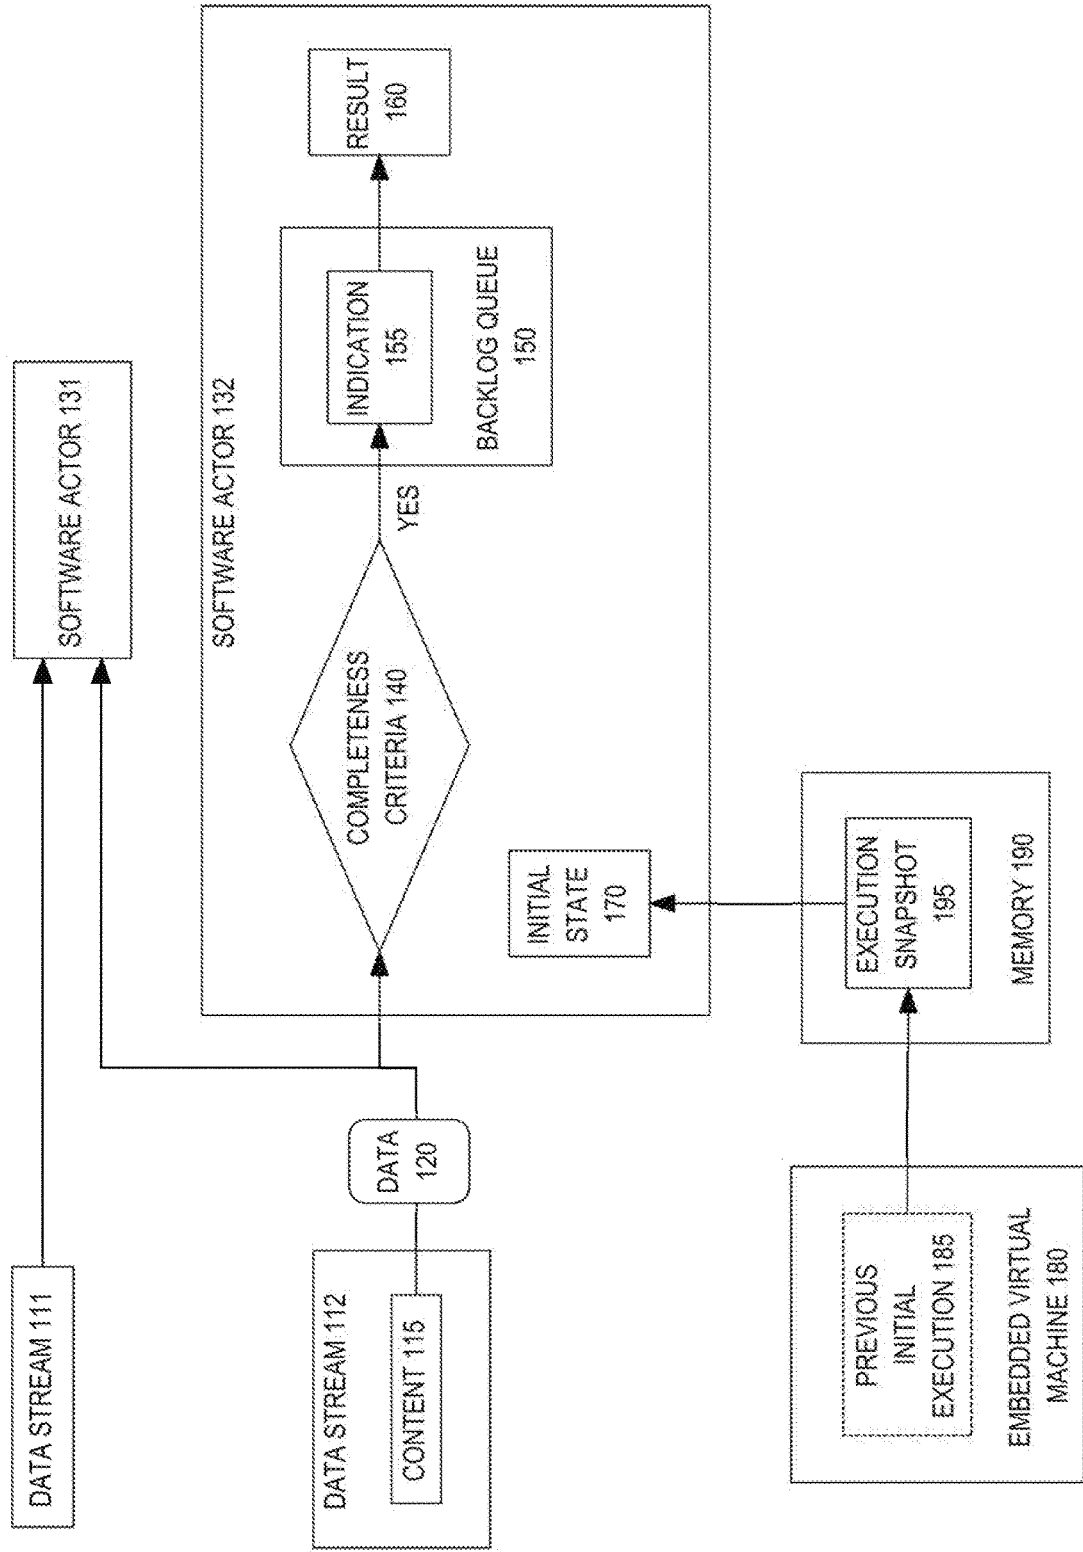 DATA STREAM 111
SOFTWARE ACTOR 131
DATA STREAM 112
CONTENT 115
DATA
120
SOFTWARE ACTOR 132
COMPLETENESS
CRITERIA 140
YES
INDICATION
155
BACKLOG QUEUE
150
RESULT
160
INITIAL
STATE
170
PREVIOUS
INITIAL
EXECUTION 185
EMBEDDED VIRTUAL
MACHINE 180
EXECUTION
SNAPSHOT
195
MEMORY 190